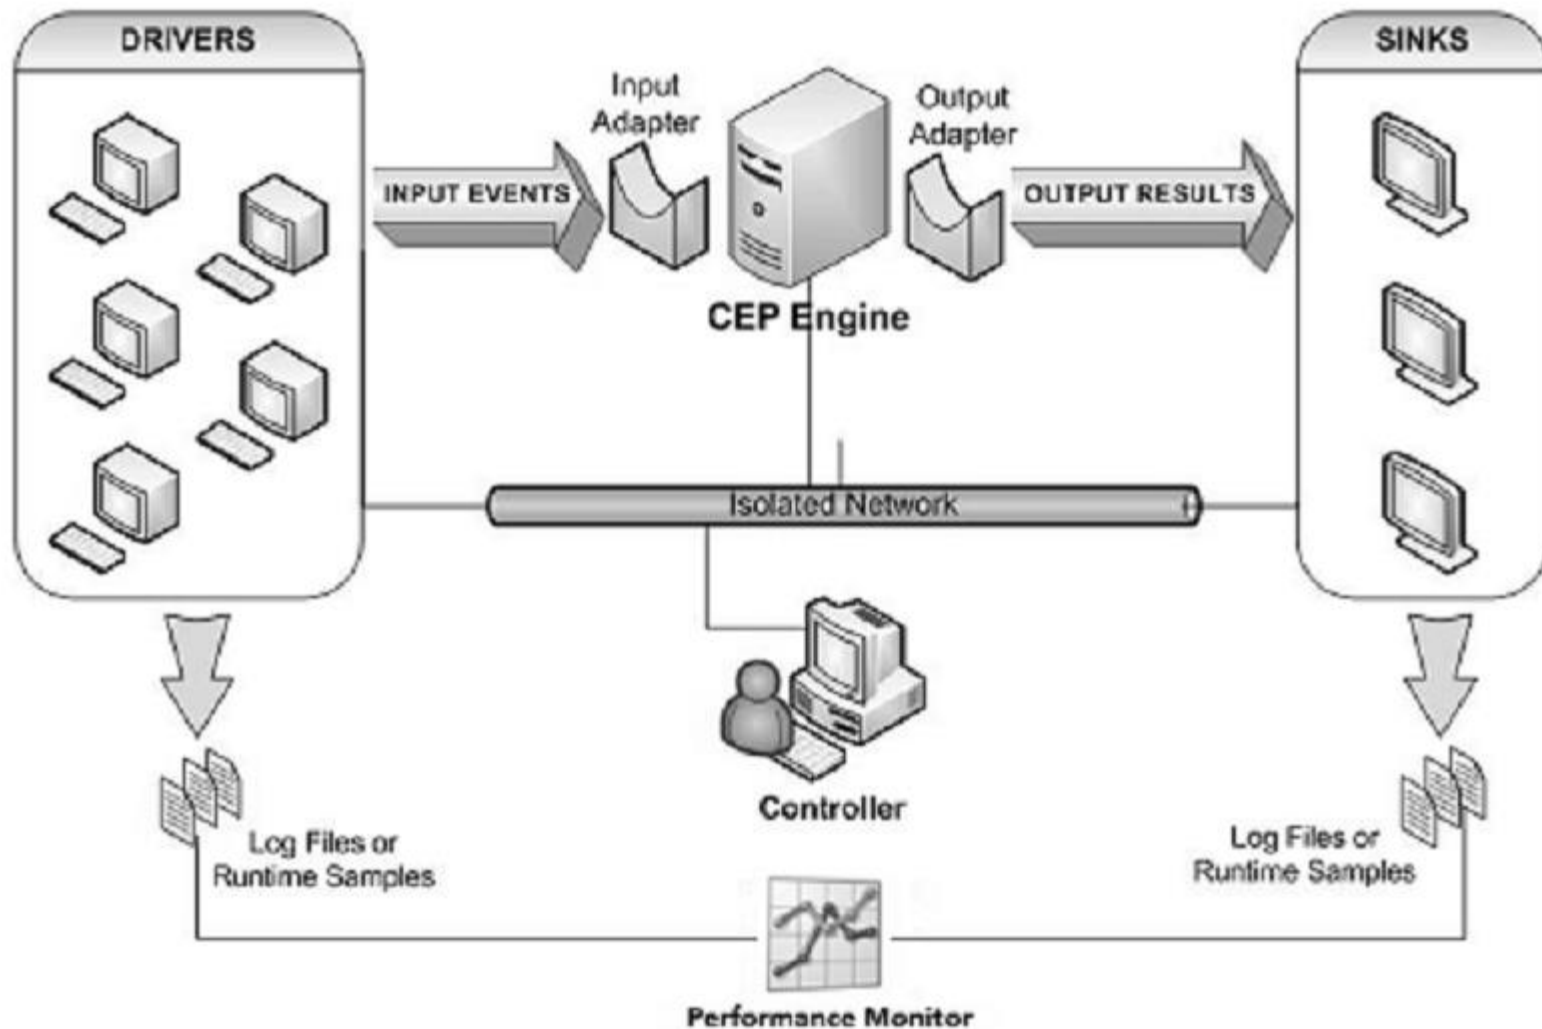 DRIVERS
SINKS
Input
Adapter
Output
Adapter
INPUT EVENTS
OUTPUT RESULTS
CEP Engine
Isolated Network
Controller
Log Files or
Runtime Samples
Log Files or
Runtime Samples
Performance Monitor